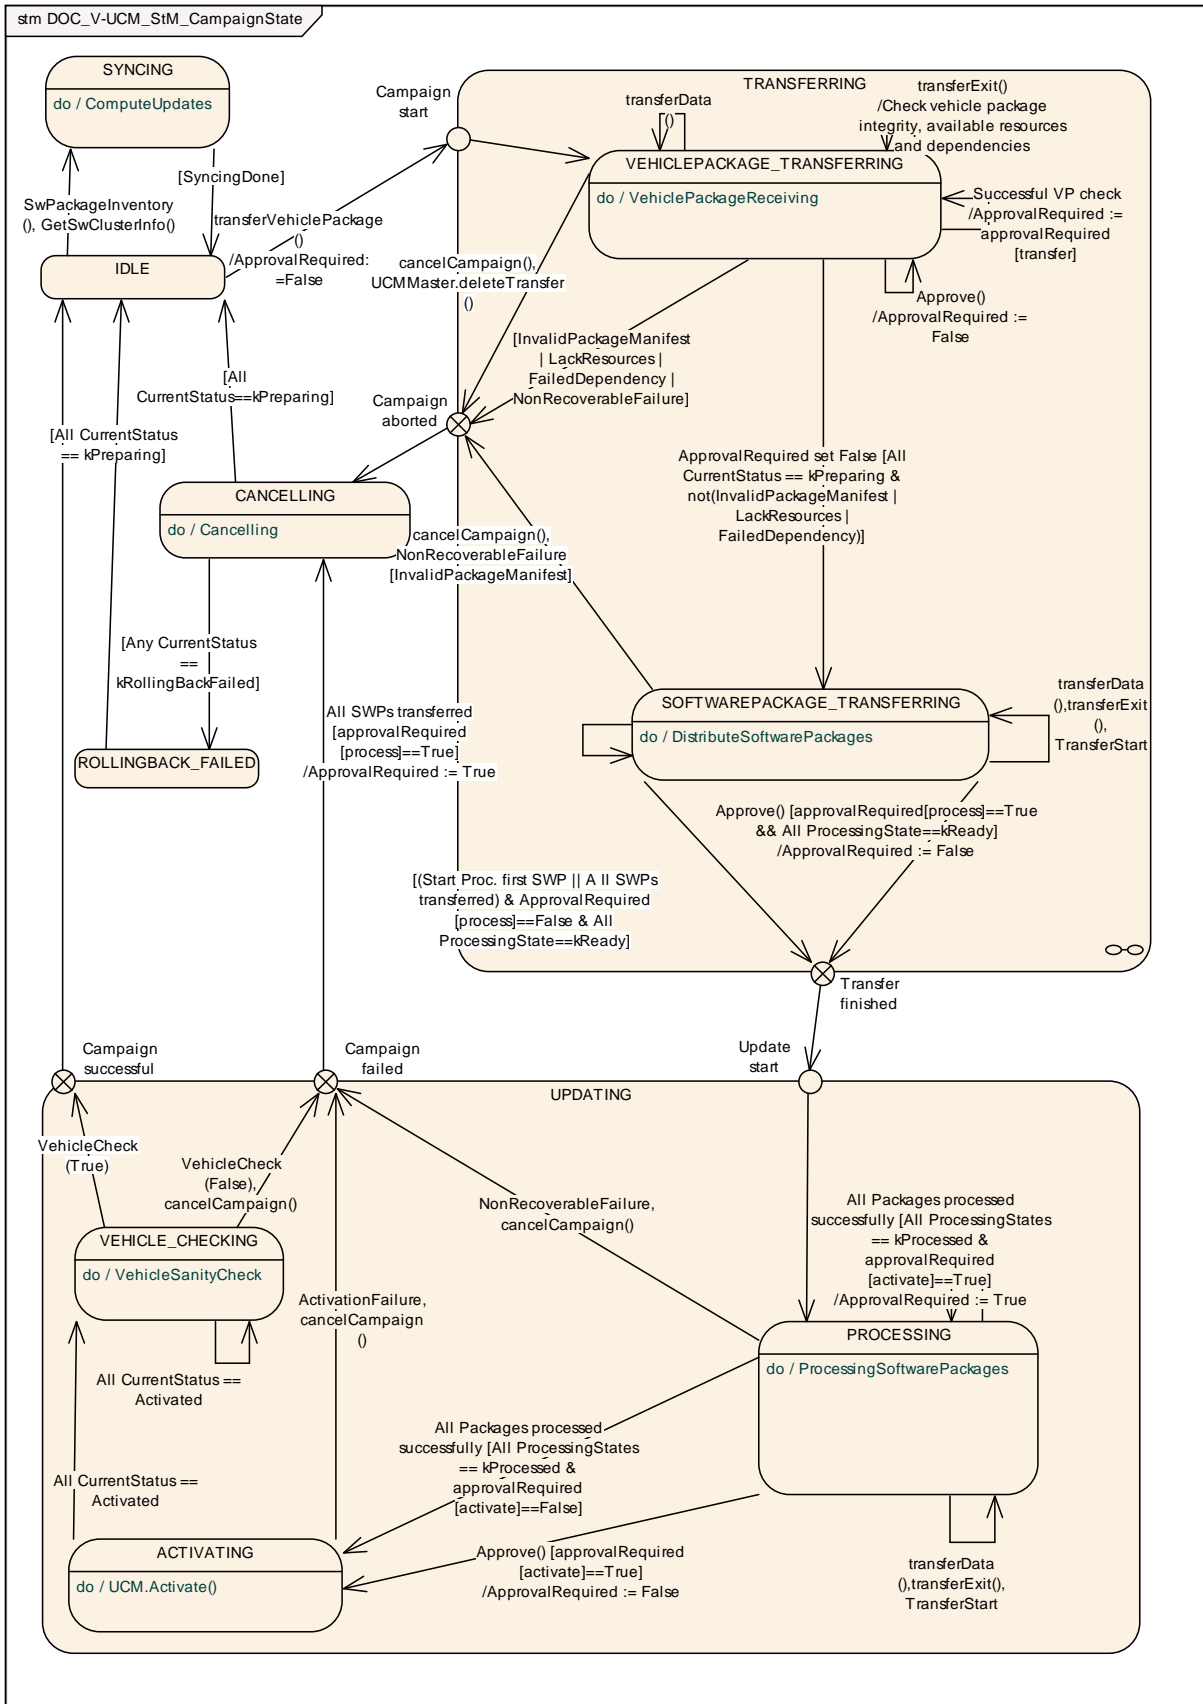 stm DOC_V-UCM_StM_CampaignState
SYNCING
do / ComputeUpdates
Campaign
start
TRANSFERRING
transferData
()
transferExit()
/Check vehicle package
integrity, available resources
and dependencies
VEHICLEPACKAGE_TRANSFERRING
do / VehiclePackageReceiving
[SyncingDone]
SwPackageInventory
(), GetSwClusterInfo()
transferVehiclePackage
()
/ApprovalRequired:
=False
Successful VP check
/ApprovalRequired :=
approvalRequired
[transfer]
IDLE
cancelCampaign(),
UCMMaster.deleteTransfer
()
Approve()
/ApprovalRequired :=
False
[InvalidPackageManifest
| LackResources |
FailedDependency |
NonRecoverableFailure]
[All
CurrentStatus==kPreparing]
Campaign
aborted
[All CurrentStatus
== kPreparing]
ApprovalRequired set False [All
CurrentStatus == kPreparing &
not(InvalidPackageManifest |
LackResources |
FailedDependency)]
CANCELLING
do / Cancelling
cancelCampaign(),
NonRecoverableFailure
[InvalidPackageManifest]
[Any CurrentStatus
==
kRollingBackFailed]
All SWPs transferred
[approvalRequired
[process]==True]
/ApprovalRequired := True
SOFTWAREPACKAGE_TRANSFERRING
do / DistributeSoftwarePackages
transferData
(),transferExit
(),
TransferStart
ROLLINGBACK_FAILED
Approve() [approvalRequired[process]==True
&& All ProcessingState==kReady]
/ApprovalRequired := False
[(Start Proc. first SWP || A ll SWPs
transferred) & ApprovalRequired
[process]==False & All
ProcessingState==kReady]
Transfer
finished
Campaign
successful
Campaign
failed
Update
start
UPDATING
VehicleCheck
(True)
VehicleCheck
(False),
cancelCampaign()
NonRecoverableFailure,
cancelCampaign()
All Packages processed
successfully [All ProcessingStates
== kProcessed &
approvalRequired
[activate]==True]
/ApprovalRequired := True
VEHICLE_CHECKING
do / VehicleSanityCheck
ActivationFailure,
cancelCampaign
()
PROCESSING
do / ProcessingSoftwarePackages
All CurrentStatus ==
Activated
All Packages processed
successfully [All ProcessingStates
== kProcessed &
approvalRequired
[activate]==False]
All CurrentStatus ==
Activated
ACTIVATING
do / UCM.Activate()
Approve() [approvalRequired
[activate]==True]
/ApprovalRequired := False
transferData
(),transferExit(),
TransferStart